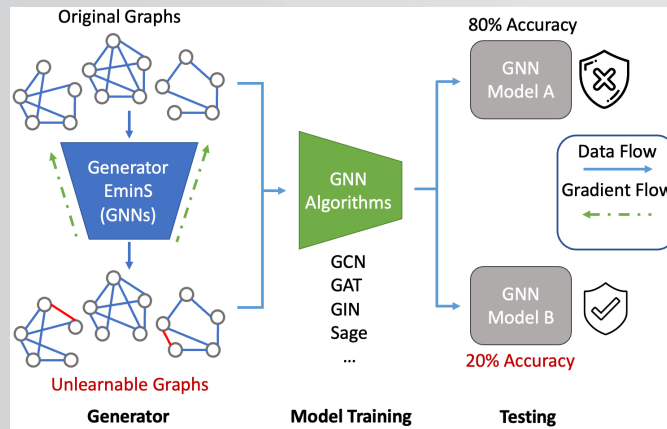 Original Graphs
Generator
EminS
(GNNs)
Unlearnable Graphs
Generator
GNN
Algorithms
GCN
GAT
GIN
Sage
...
Model Training
80% Accuracy
GNN
Model A
Data Flow
Gradient Flow
GNN
Model B
20% Accuracy
Testing